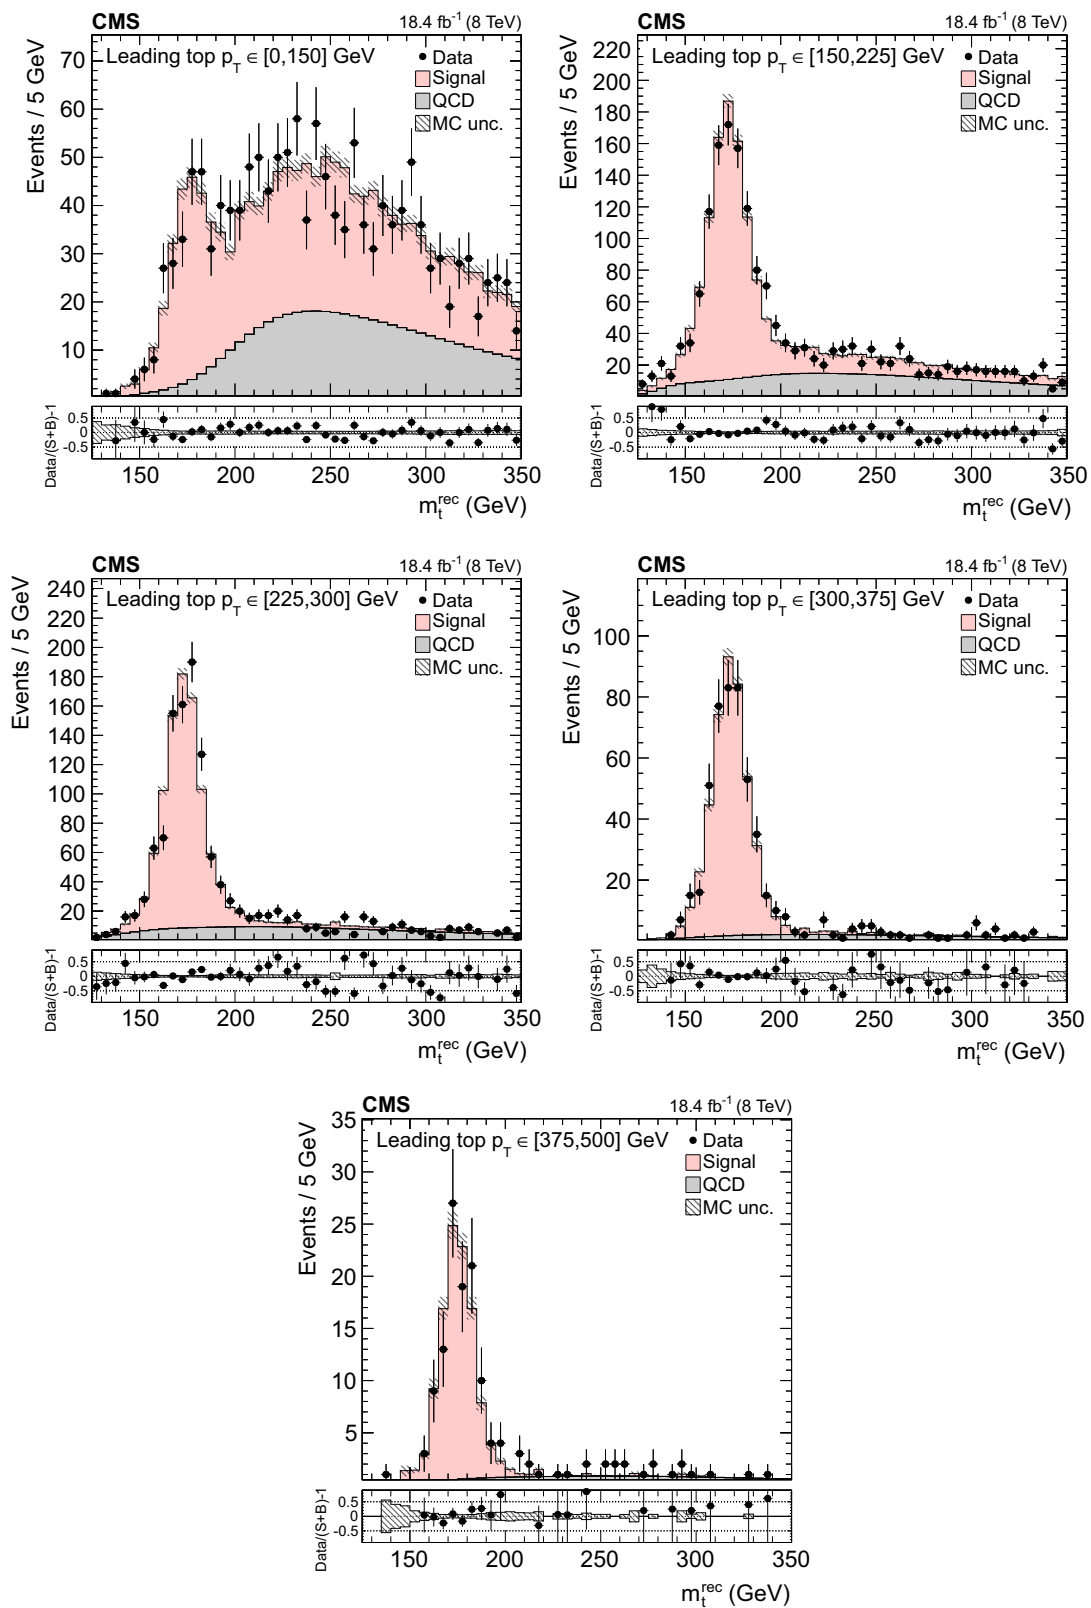 CMS 18.4 fb⁻¹ (8 TeV)
Leading top p_T ∈ [0,150] GeV
Data
Signal
QCD
MC unc.
Events / 5 GeV
70
60
50
40
30
20
10
Data/(S+B)-1
0.5
0
-0.5
150 200 250 300 350
m_t^rec (GeV)
CMS 18.4 fb⁻¹ (8 TeV)
Leading top p_T ∈ [150,225] GeV
Data
Signal
QCD
MC unc.
Events / 5 GeV
220
200
180
160
140
120
100
80
60
40
20
Data/(S+B)-1
0.5
0
-0.5
150 200 250 300 350
m_t^rec (GeV)
CMS 18.4 fb⁻¹ (8 TeV)
Leading top p_T ∈ [225,300] GeV
Data
Signal
QCD
MC unc.
Events / 5 GeV
240
220
200
180
160
140
120
100
80
60
40
20
Data/(S+B)-1
0.5
0
-0.5
150 200 250 300 350
m_t^rec (GeV)
CMS 18.4 fb⁻¹ (8 TeV)
Leading top p_T ∈ [300,375] GeV
Data
Signal
QCD
MC unc.
Events / 5 GeV
100
80
60
40
20
Data/(S+B)-1
0.5
0
-0.5
150 200 250 300 350
m_t^rec (GeV)
CMS 18.4 fb⁻¹ (8 TeV)
Leading top p_T ∈ [375,500] GeV
Data
Signal
QCD
MC unc.
Events / 5 GeV
35
30
25
20
15
10
5
Data/(S+B)-1
0.5
0
-0.5
150 200 250 300 350
m_t^rec (GeV)